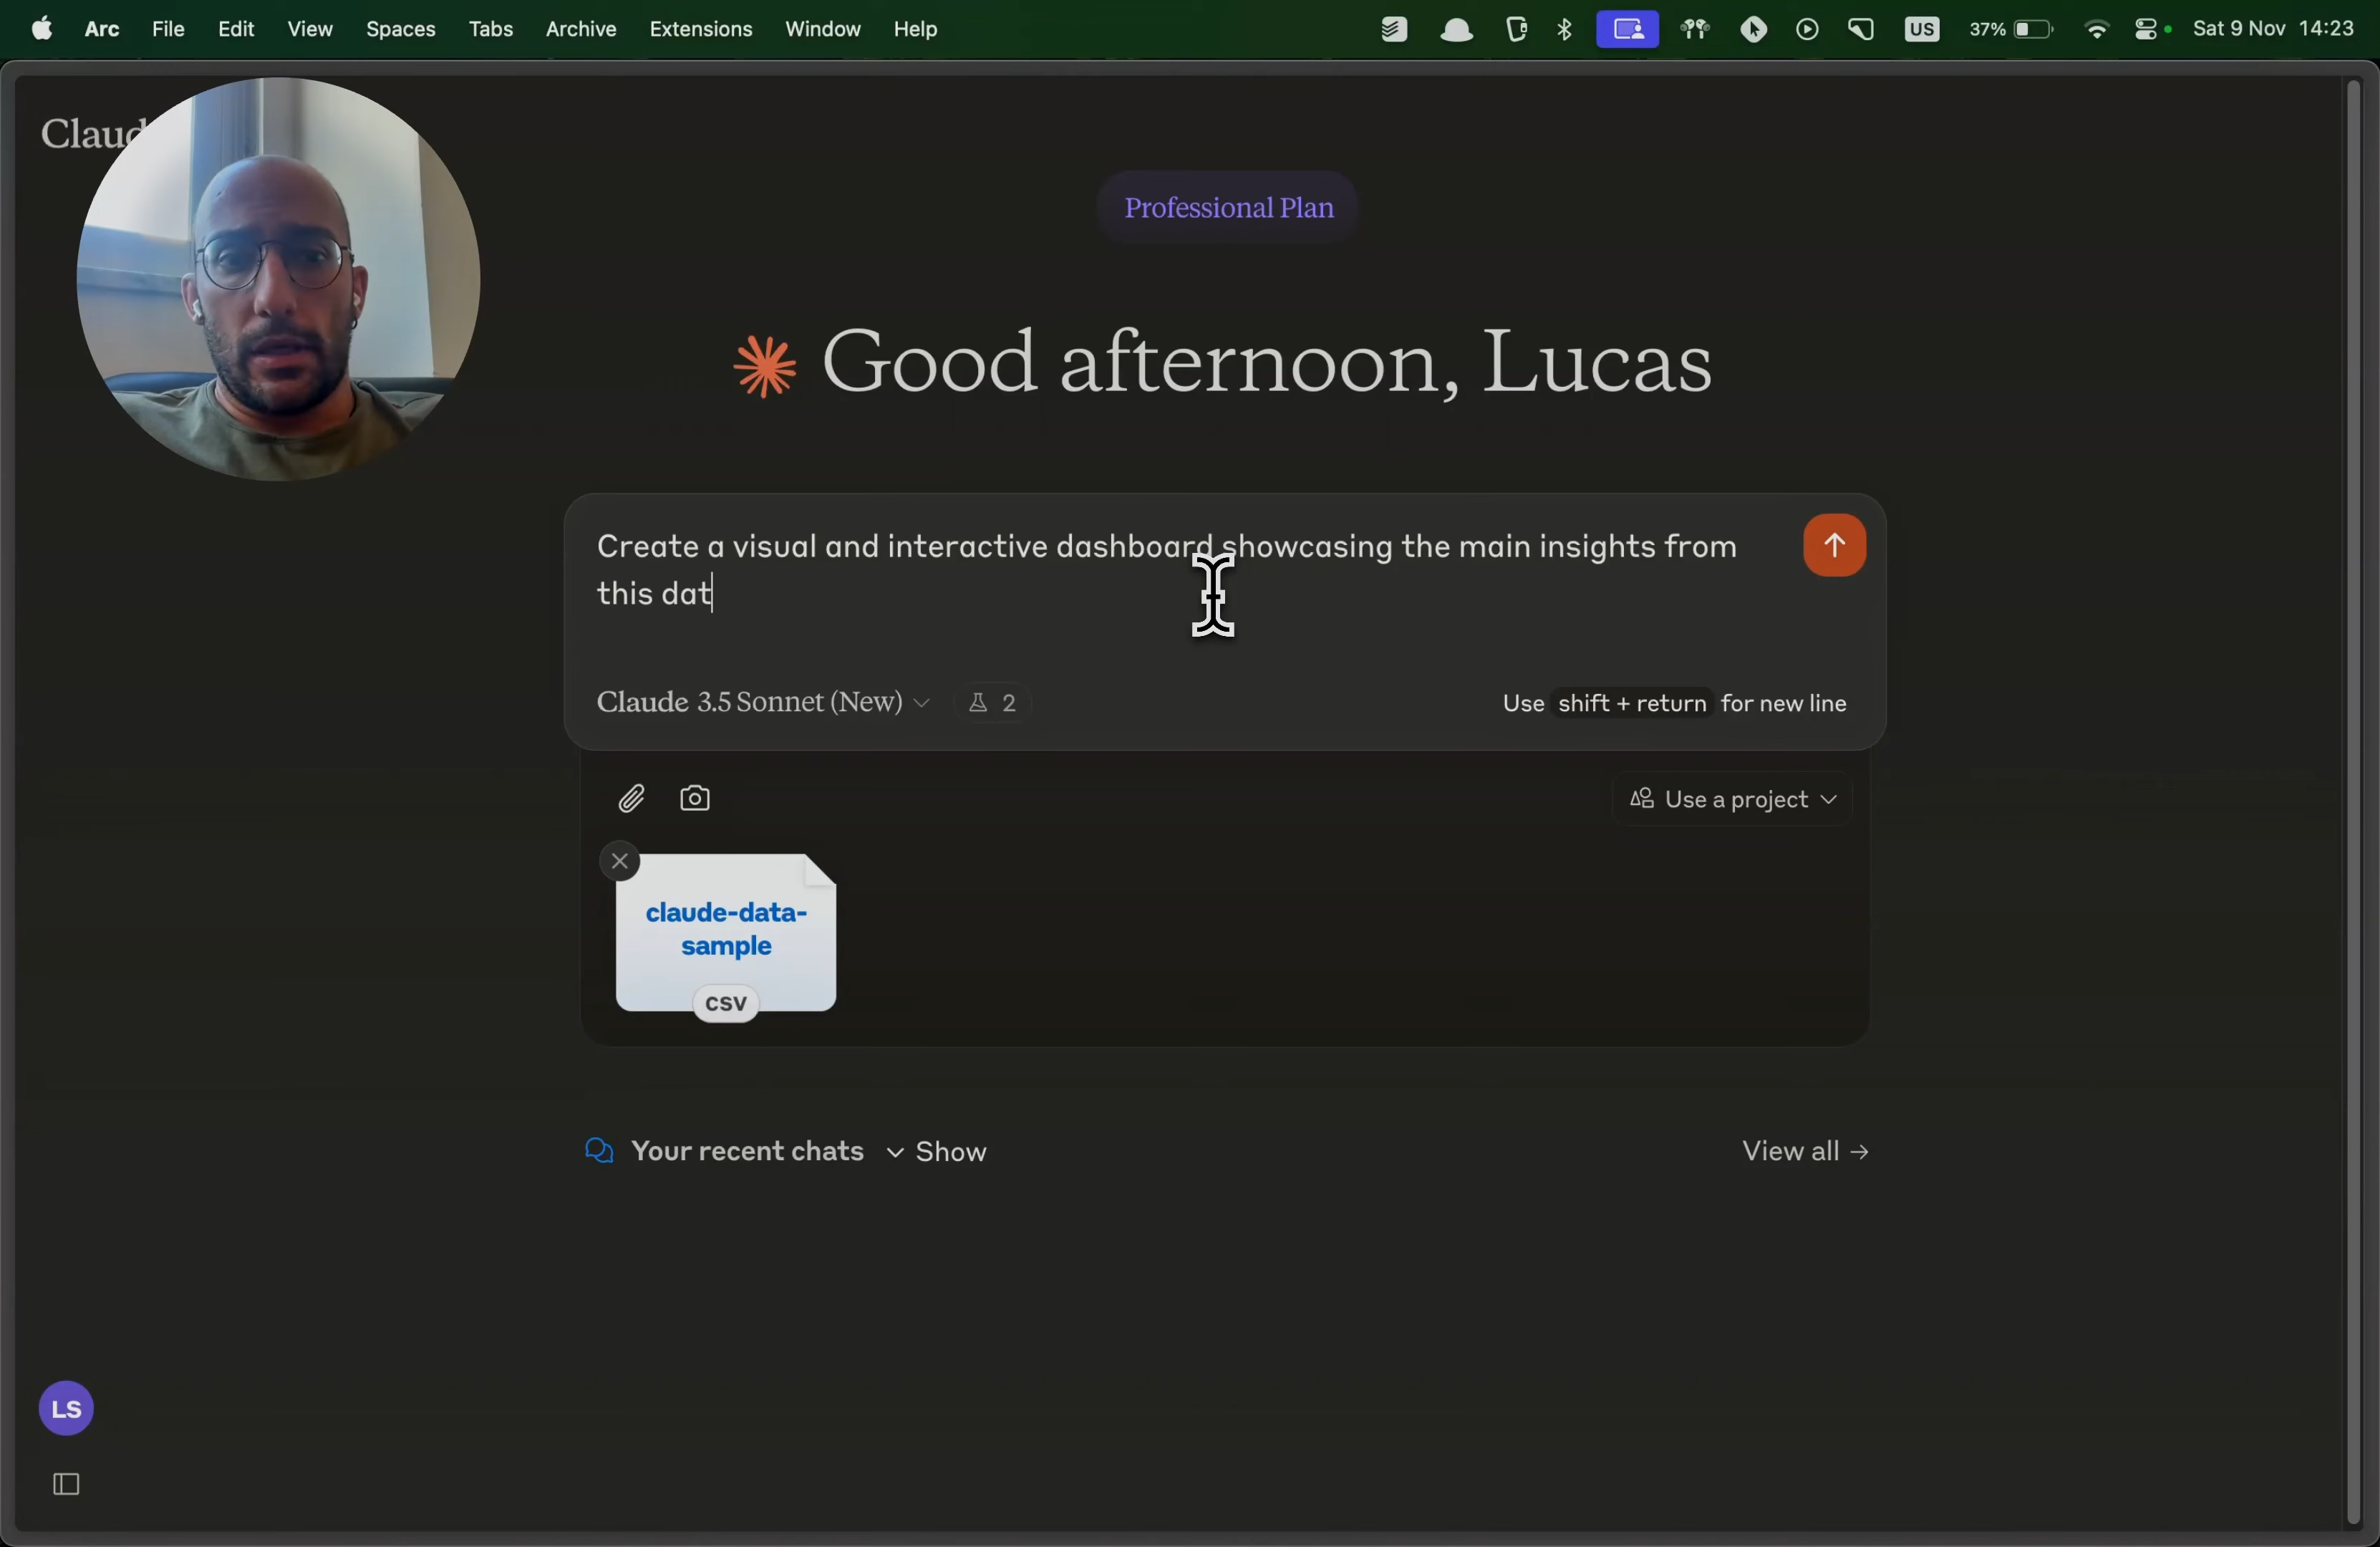 Arc File Edit View Spaces Tabs Archive Extensions Window Help US 37% Sat 9 Nov 14:23
Claud
Professional Plan
Good afternoon, Lucas
Create a visual and interactive dashboard showcasing the main insights from
this dat
Claude 3.5 Sonnet (New) 2 Use shift + return for new line
Use a project
claude-data-
sample
CSV
Your recent chats Show View all →
LS